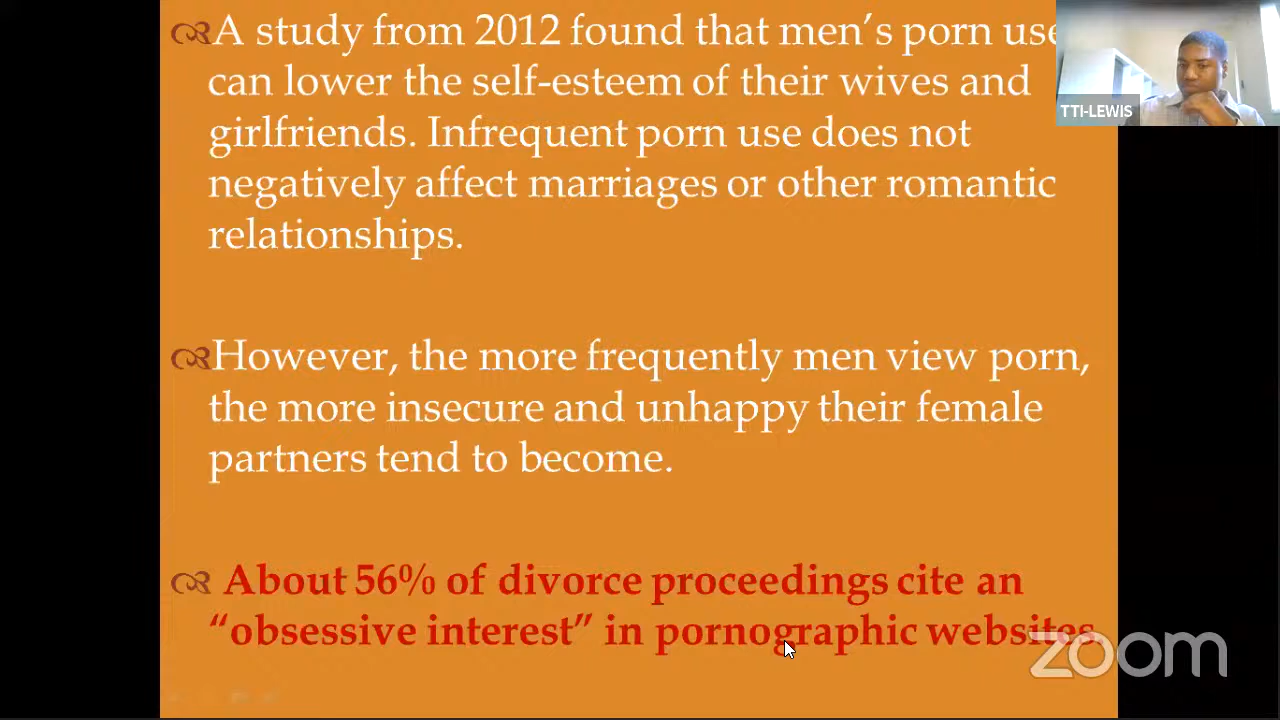 A study from 2012 found that men’s porn use
can lower the self-esteem of their wives and
girlfriends. Infrequent porn use does not
negatively affect marriages or other romantic
relationships.
However, the more frequently men view porn,
the more insecure and unhappy their female
partners tend to become.
About 56% of divorce proceedings cite an
“obsessive interest” in pornographic websites
TTI-LEWIS
zoom